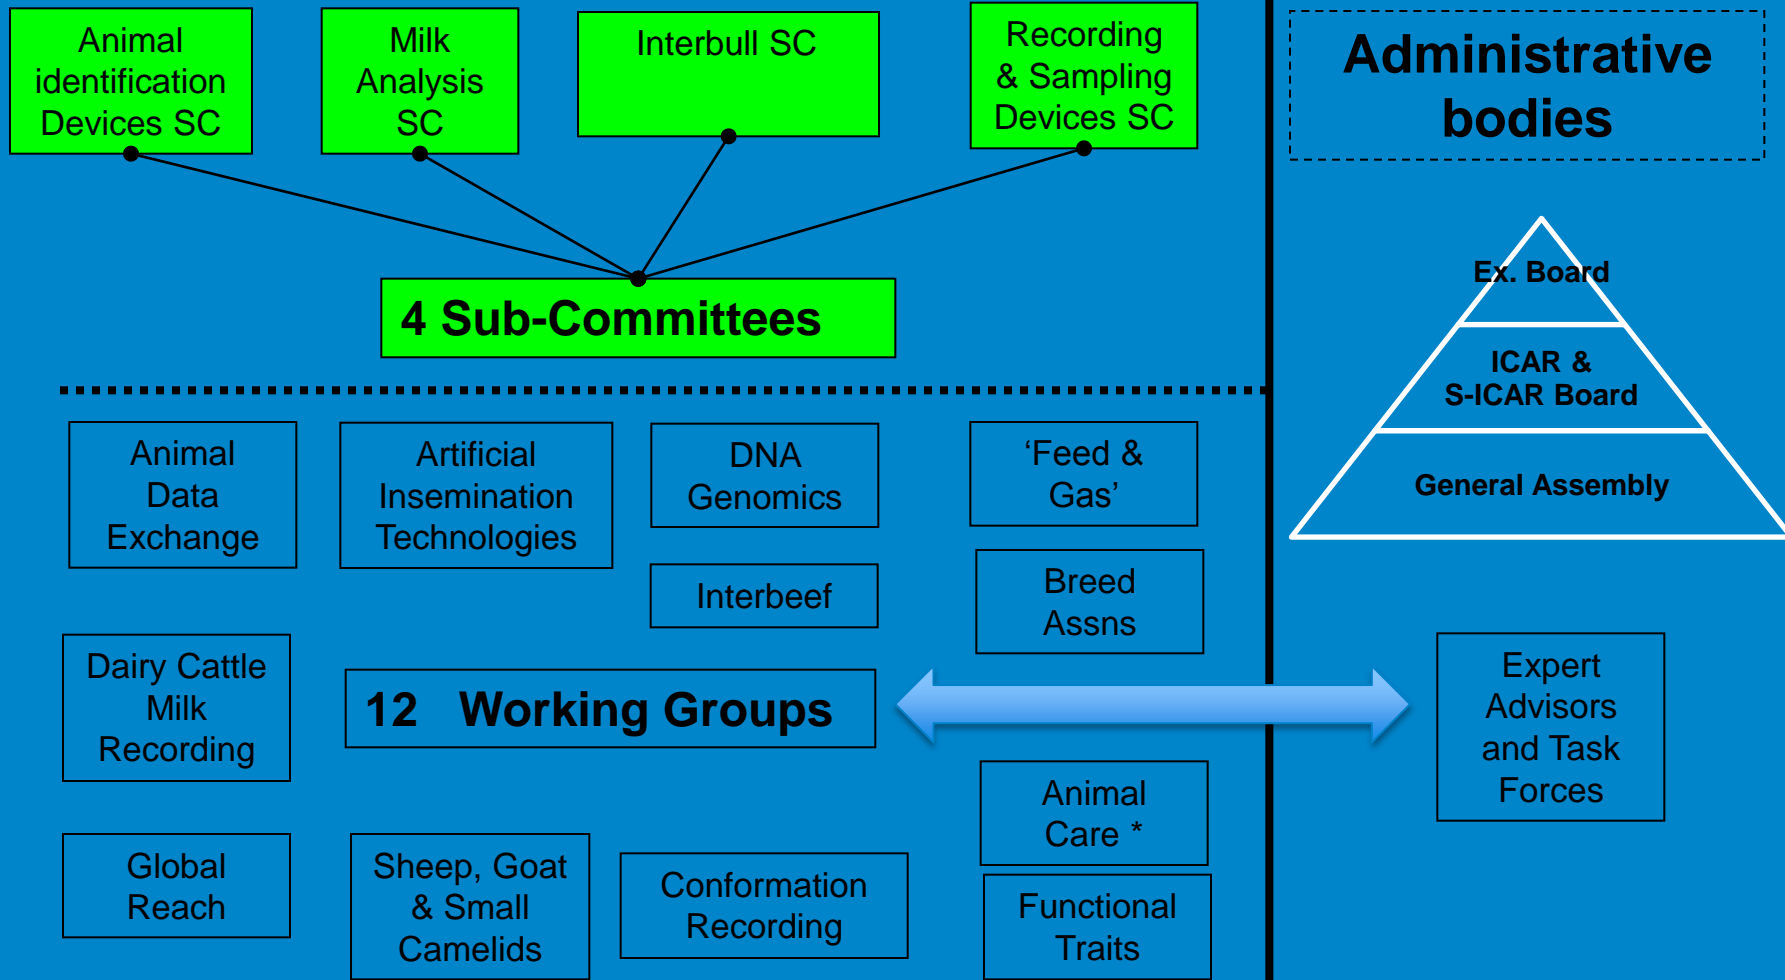 Animal
identification
Devices SC
Milk
Analysis
SC
Interbull SC
Recording
& Sampling
Devices SC
4 Sub-Committees
Animal
Data
Exchange
Artificial
Insemination
Technologies
DNA
Genomics
‘Feed &
Gas’
Interbeef
Breed
Assns
Dairy Cattle
Milk
Recording
12 Working Groups
Animal
Care *
Global
Reach
Sheep, Goat
& Small
Camelids
Conformation
Recording
Functional
Traits
Administrative
bodies
Ex. Board
ICAR &
S-ICAR Board
General Assembly
Expert
Advisors
and Task
Forces